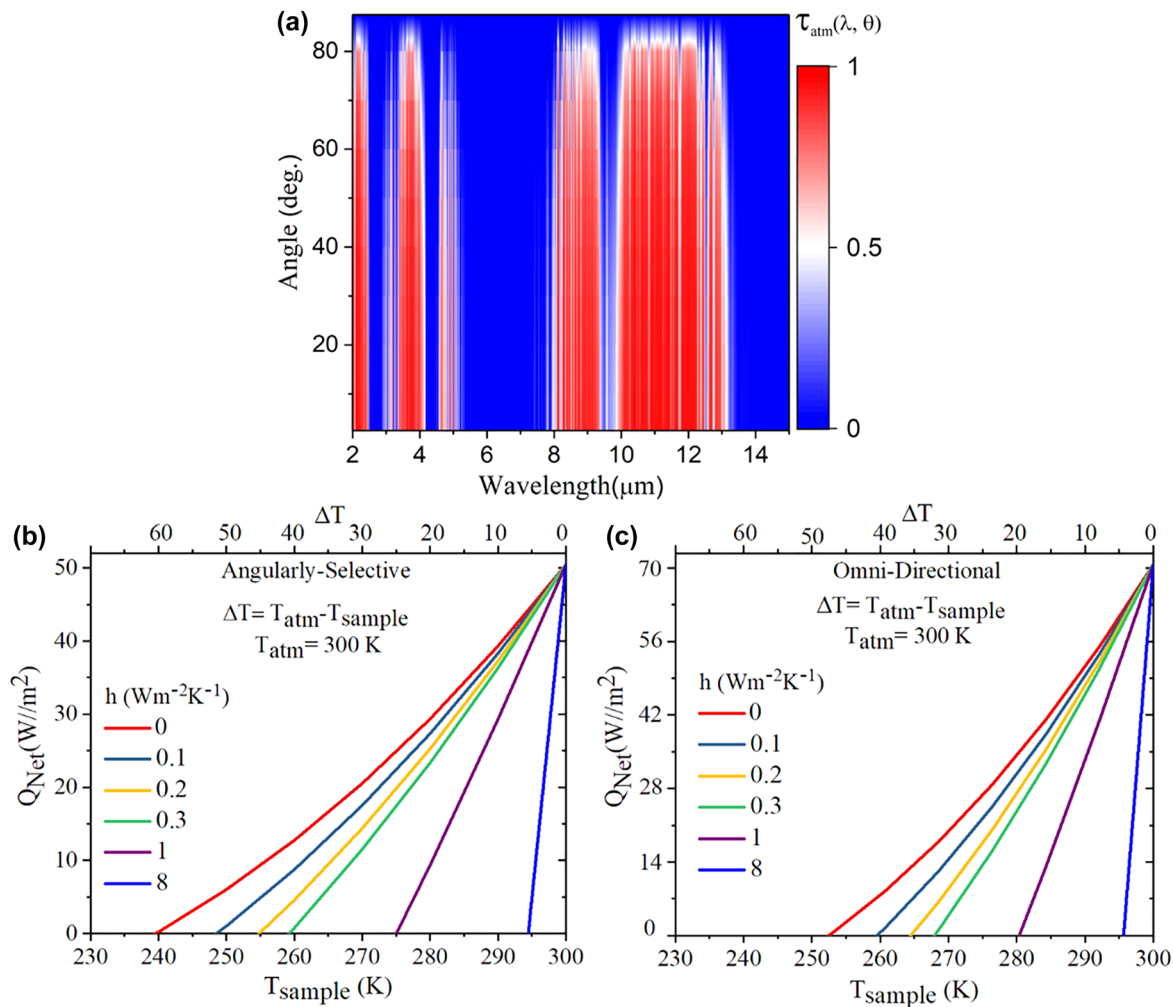 (a)
τatm(λ, θ)
80
60
40
20
Angle (deg.)
2 4 6 8 10 12 14
Wavelength(μm)
1
0.5
0
(b)
ΔT
60 50 40 30 20 10 0
Angularly-Selective
ΔT= Tatm-Tsample
Tatm= 300 K
h (Wm-2K-1)
0
0.1
0.2
0.3
1
8
50
40
30
20
10
0
QNet(W//m2)
230 240 250 260 270 280 290 300
Tsample (K)
(c)
ΔT
60 50 40 30 20 10 0
Omni-Directional
ΔT= Tatm-Tsample
Tatm= 300 K
h (Wm-2K-1)
0
0.1
0.2
0.3
1
8
70
56
42
28
14
0
QNet(W//m2)
230 240 250 260 270 280 290 300
Tsample (K)